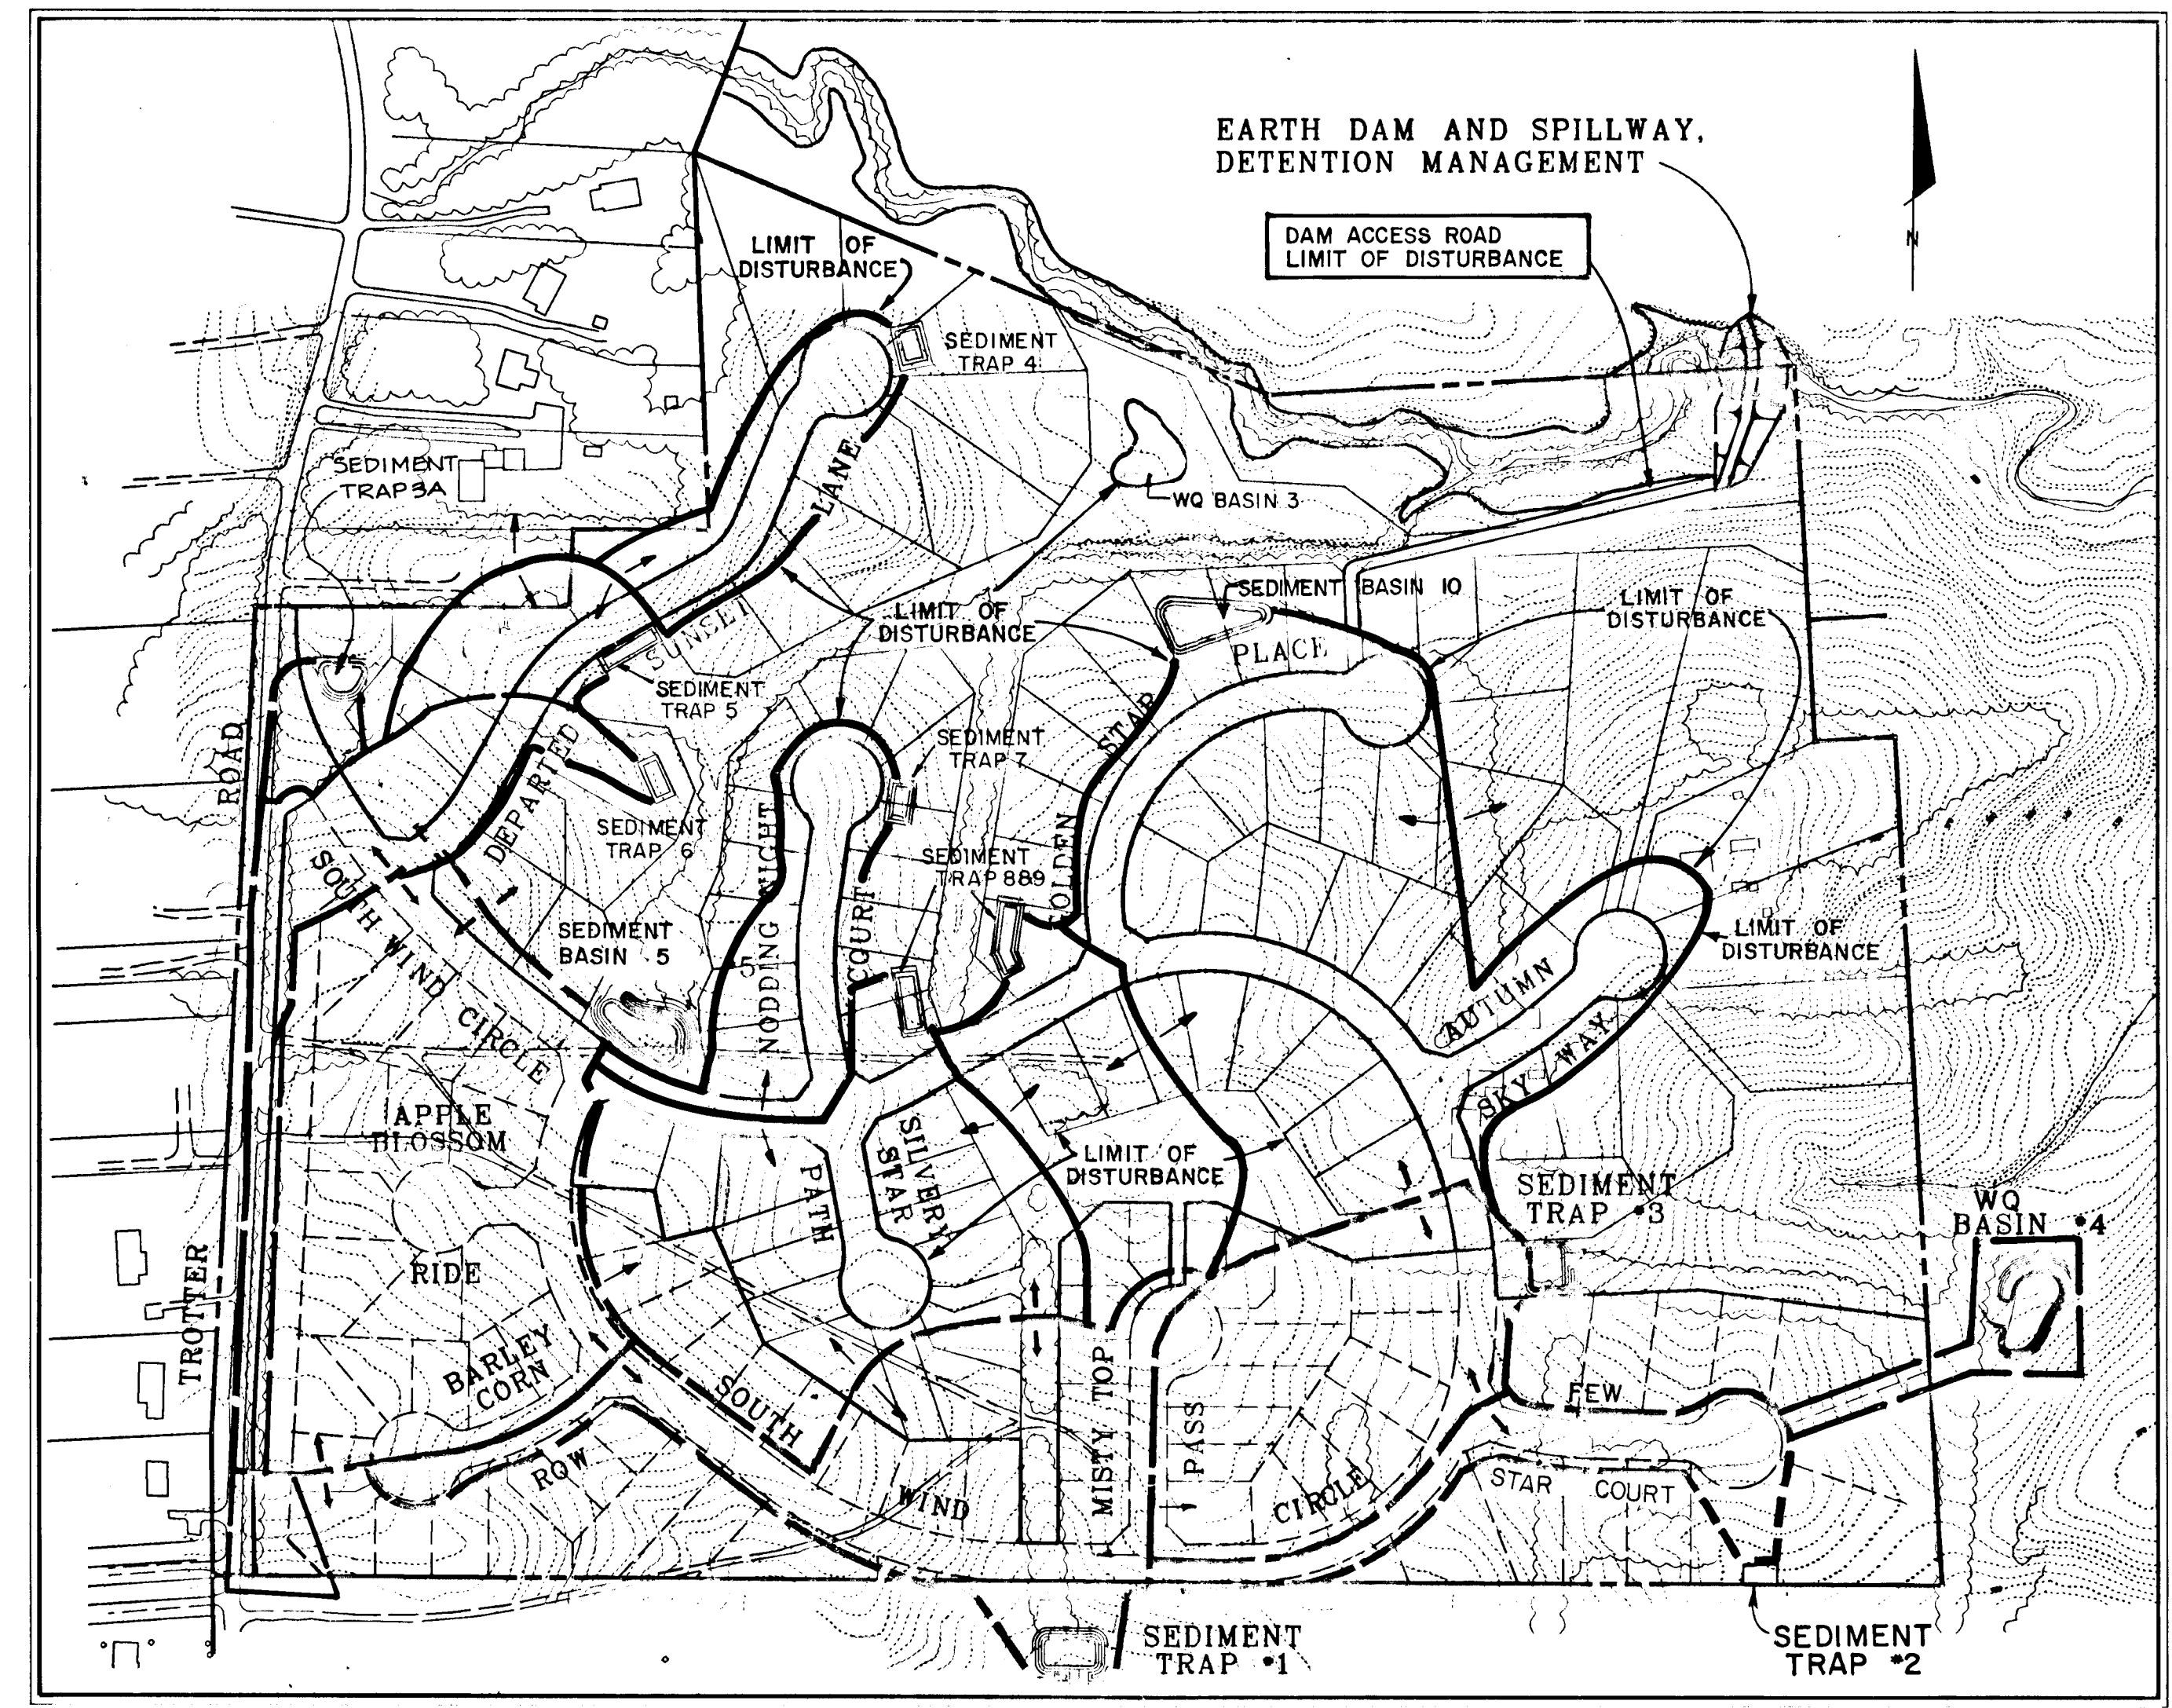 EARTH DAM AND SPILLWAY,
DETENTION MANAGEMENT
DAM ACCESS ROAD
LIMIT OF DISTURBANCE
N
LIMIT OF
DISTURBANCE
SEDIMENT
TRAP 4
LANE
SEDIMENT
TRAP 3A
WQ BASIN 3
SEDIMENT BASIN 10
LIMIT OF
DISTURBANCE
LIMIT OF
DISTURBANCE
SUNSET
PLACE
SEDIMENT
TRAP 5
STAR
ROAD
DEPARTED
SEDIMENT
TRAP 7
SEDIMENT
TRAP 6
NIGHT
SEDIMENT
TRAP 8&9
GOLDEN
SOUTH WIND CIRCLE
SEDIMENT
BASIN 5
5
NODDING
COURT
LIMIT OF
DISTURBANCE
AUTUMN
SKY WAY
APPLE
BLOSSOM
SILVERY
STAR
PATH
LIMIT OF
DISTURBANCE
SEDIMENT
TRAP #3
WQ
BASIN #4
RIDE
TROTTER
BARLEY
CORN
SOUTH
MISTY TOP
PASS
FEW
ROW
WIND
CIRCLE
STAR COURT
SEDIMENT
TRAP #1
SEDIMENT
TRAP #2